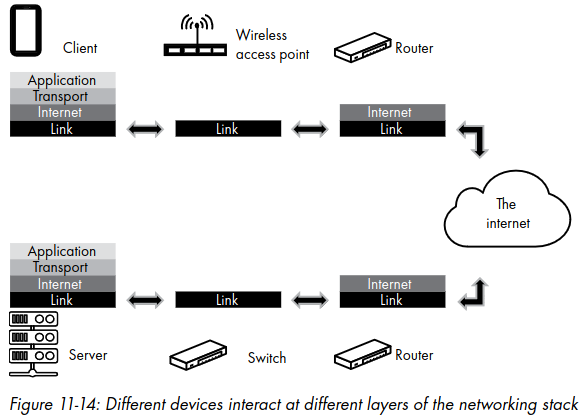 Client
Wireless
access point
Router
Application
Transport
Internet
Link
Link
Internet
Link
The
internet
Application
Transport
Internet
Link
Link
Internet
Link
Server
Switch
Router
Figure 11-14: Different devices interact at different layers of the networking stack